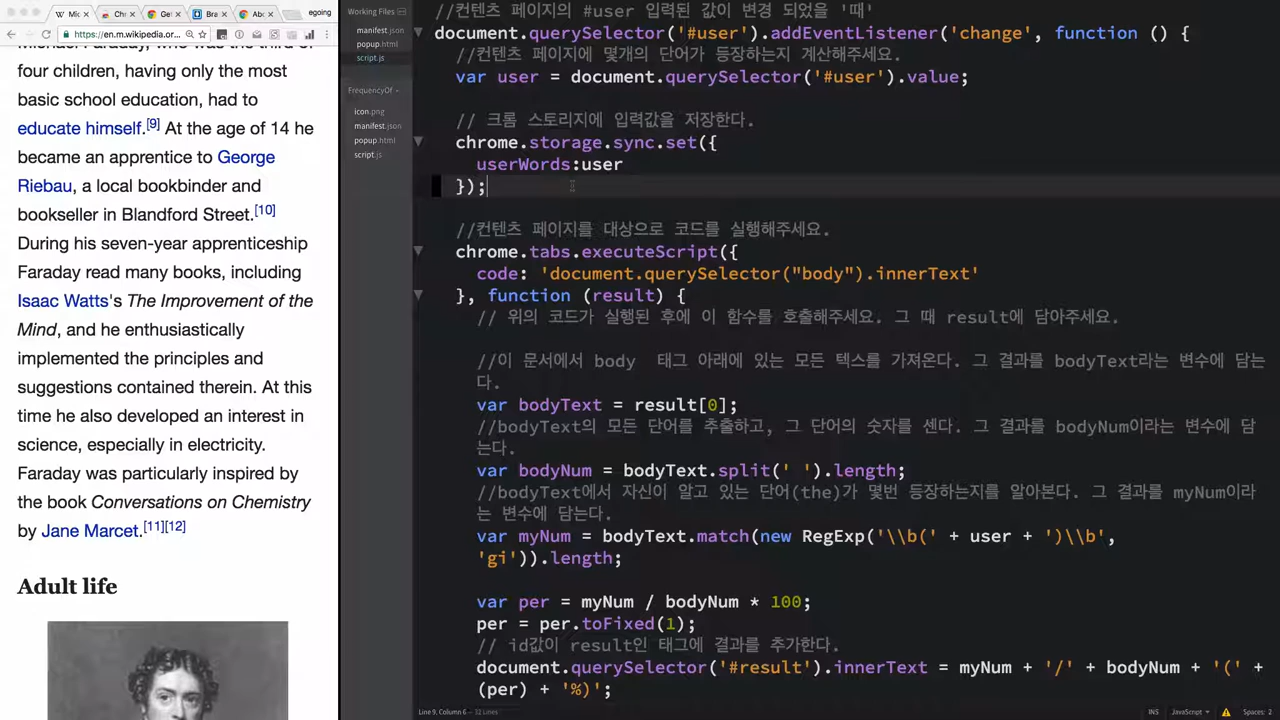 Wi
Ch
Get
Bra
Abo
egoing
https://en.m.wikipedia.or...
Michael Faraday, who was the third of
four children, having only the most
basic school education, had to
educate himself.[9] At the age of 14 he
became an apprentice to George
Riebau, a local bookbinder and
bookseller in Blandford Street.[10]
During his seven-year apprenticeship
Faraday read many books, including
Isaac Watts's The Improvement of the
Mind, and he enthusiastically
implemented the principles and
suggestions contained therein. At this
time he also developed an interest in
science, especially in electricity.
Faraday was particularly inspired by
the book Conversations on Chemistry
by Jane Marcet.[11][12]
Adult life
Working Files
manifest.json
popup.html
script.js
FrequencyOf
icon.png
manifest.json
popup.html
script.js
//컨텐츠 페이지의 #user 입력된 값이 변경 되었을 '때'
document.querySelector('#user').addEventListener('change', function () {
//컨텐츠 페이지에 몇개의 단어가 등장하는지 계산해주세요.
var user = document.querySelector('#user').value;
// 크롬 스토리지에 입력값을 저장한다.
chrome.storage.sync.set({
userWords:user
});
//컨텐츠 페이지를 대상으로 코드를 실행해주세요.
chrome.tabs.executeScript({
code: 'document.querySelector("body").innerText'
}, function (result) {
// 위의 코드가 실행된 후에 이 함수를 호출해주세요. 그 때 result에 담아주세요.
//이 문서에서 body 태그 아래에 있는 모든 텍스를 가져온다. 그 결과를 bodyText라는 변수에 담는
다.
var bodyText = result[0];
//bodyText의 모든 단어를 추출하고, 그 단어의 숫자를 센다. 그 결과를 bodyNum이라는 변수에 담
는다.
var bodyNum = bodyText.split(' ').length;
//bodyText에서 자신이 알고 있는 단어(the)가 몇번 등장하는지를 알아본다. 그 결과를 myNum이라
는 변수에 담는다.
var myNum = bodyText.match(new RegExp('\\b(' + user + ')\\b',
'gi')).length;
var per = myNum / bodyNum * 100;
per = per.toFixed(1);
// id값이 result인 태그에 결과를 추가한다.
document.querySelector('#result').innerText = myNum + '/' + bodyNum + '(' +
(per) + '%)';
Line 9, Column 6 — 32 Lines
INS
JavaScript
Spaces: 2